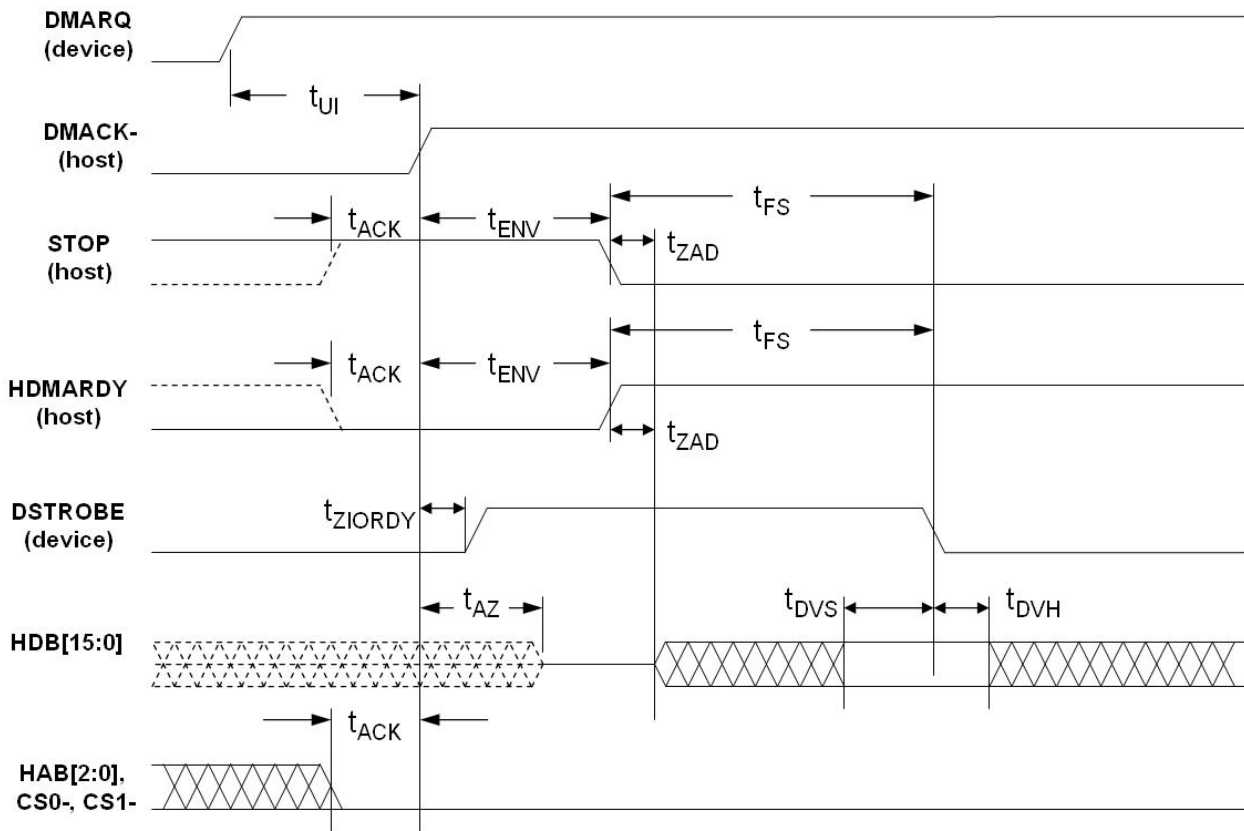 DMARQ
(device)
tUI
DMACK-
(host)
tFS
tACK
tENV
STOP
(host)
tZAD
tFS
tACK
tENV
HDMARDY
(host)
tZAD
DSTROBE
(device)
tZIORDY
tAZ
tDVS
tDVH
HDB[15:0]
tACK
HAB[2:0],
CS0-, CS1-